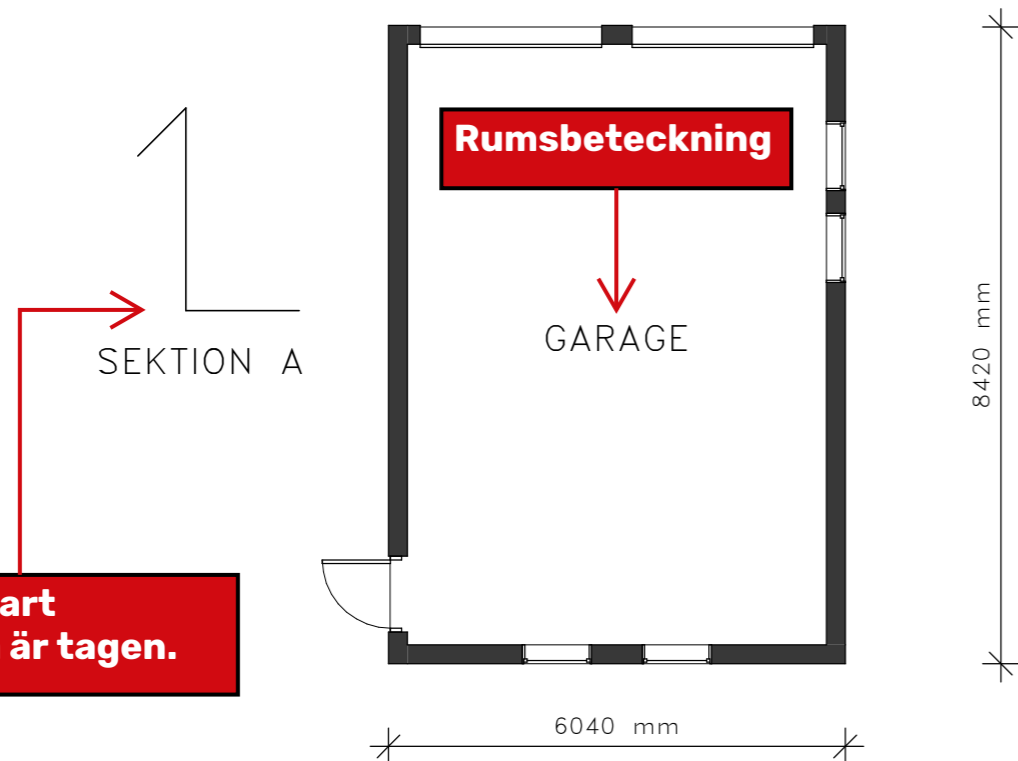 Rumsbeteckning
GARAGE
SEKTION A
8420 mm
art
är tagen.
6040 mm